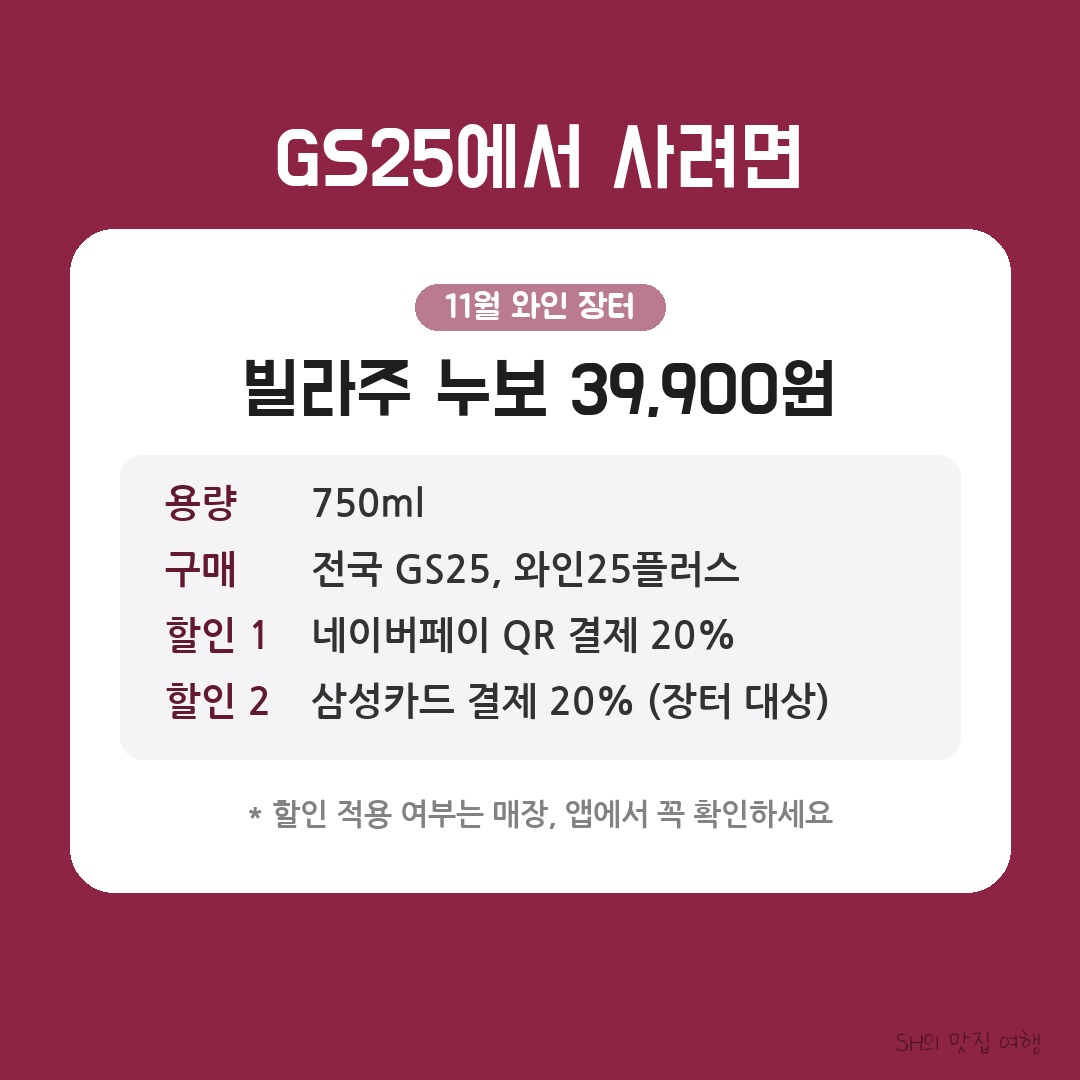 GS25에서 사려면
11월 와인 장터
빌라주 누보 39,900원
용량 750ml
구매 전국 GS25, 와인25플러스
할인 1 네이버페이 QR 결제 20%
할인 2 삼성카드 결제 20% (장터 대상)
* 할인 적용 여부는 매장, 앱에서 꼭 확인하세요
SH의 맛집 여행